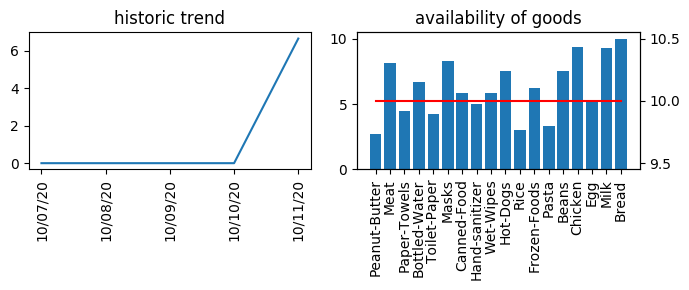 historic trend
6
4
2
0
10/07/20
10/08/20
10/09/20
10/10/20
10/11/20
availability of goods
10
5
0
10.5
10.0
9.5
Peanut-Butter
Meat
Paper-Towels
Bottled-Water
Toilet-Paper
Masks
Canned-Food
Hand-sanitizer
Wet-Wipes
Hot-Dogs
Rice
Frozen-Foods
Pasta
Beans
Chicken
Egg
Milk
Bread